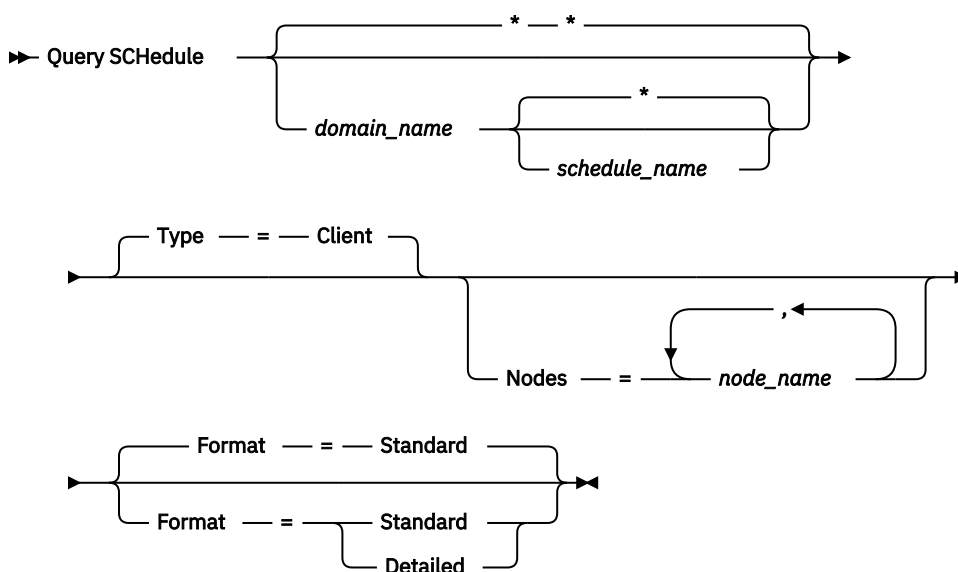 * *
Query SCHedule
*
domain_name
schedule_name
Type = Client
,
Nodes = node_name
Format = Standard
Format = Standard
Detailed